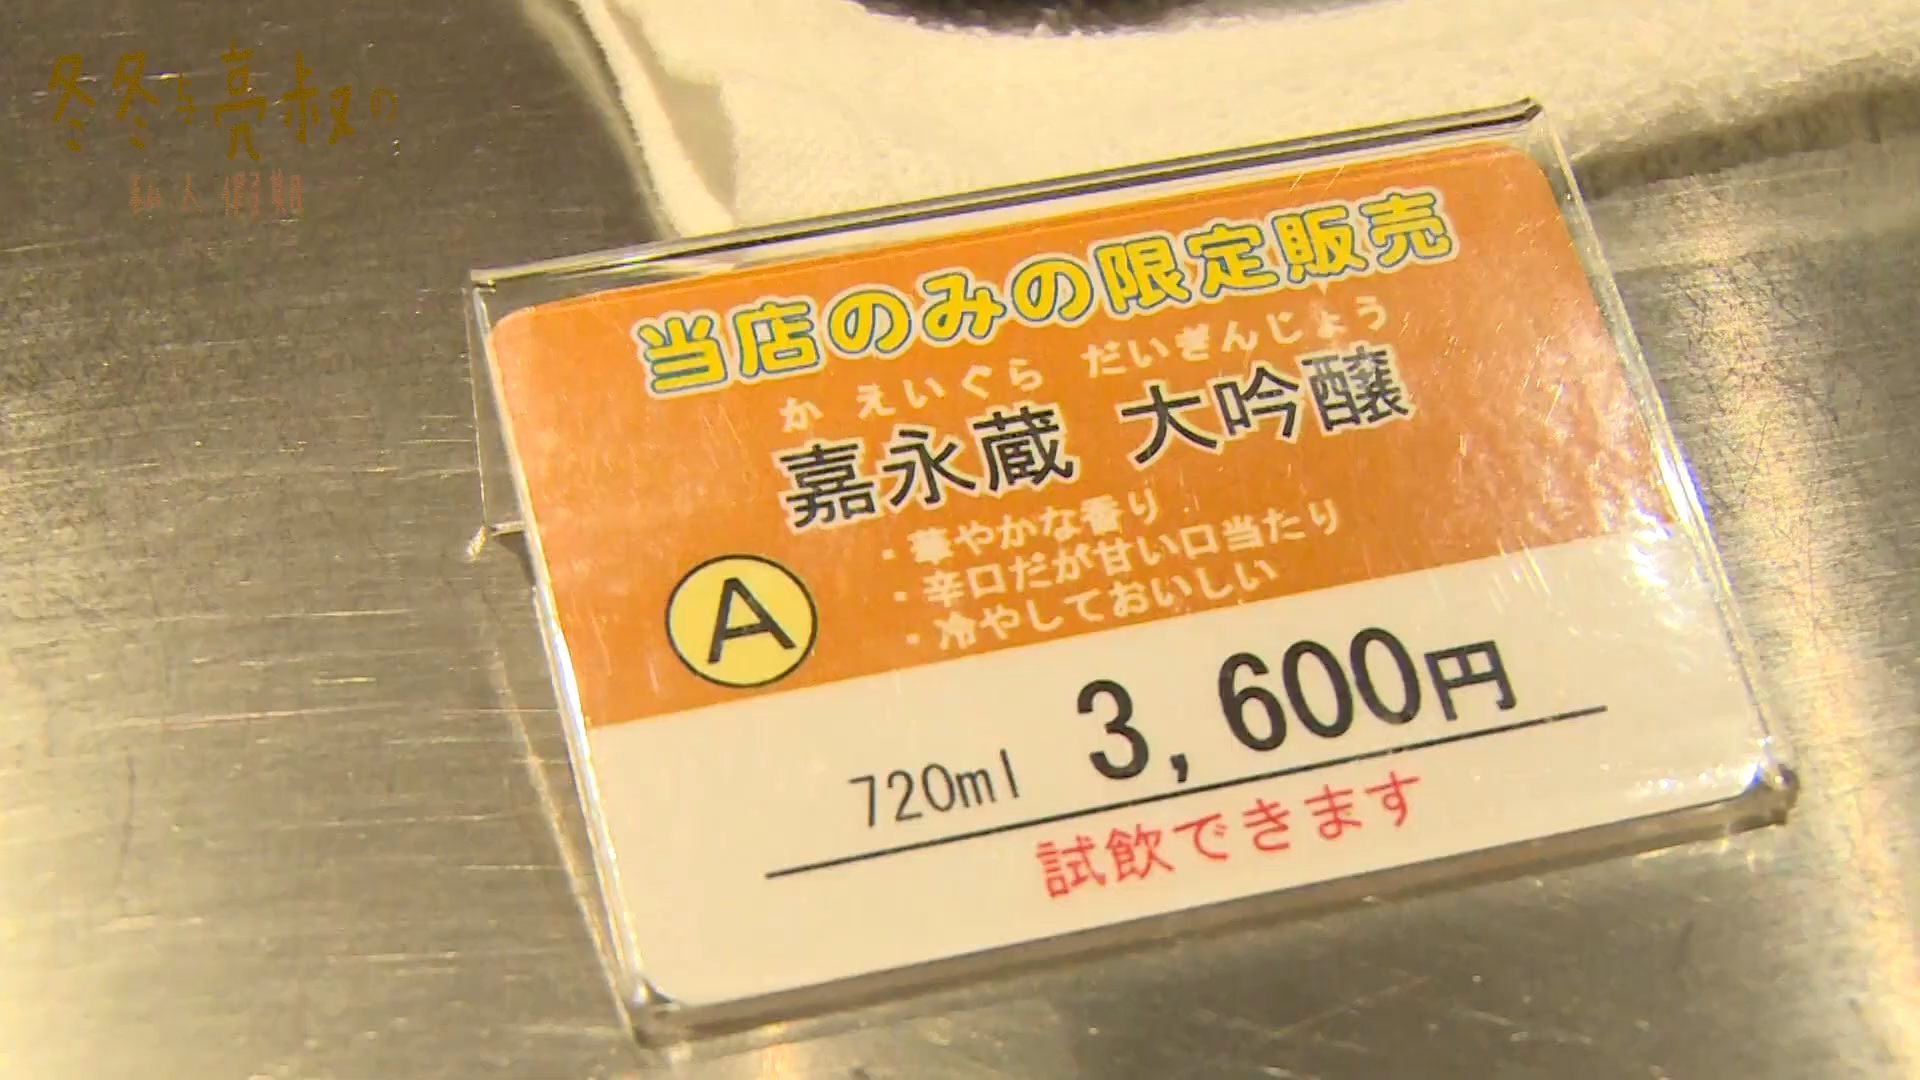 冬冬与亮叔の
私人假期
当店のみの限定販売
か えいぐら だいぎんじょう
嘉永蔵 大吟醸
・華やかな香り
・辛口だが甘い口当たり
・冷やしておいしい
A
720ml 3,600円
試飲できます